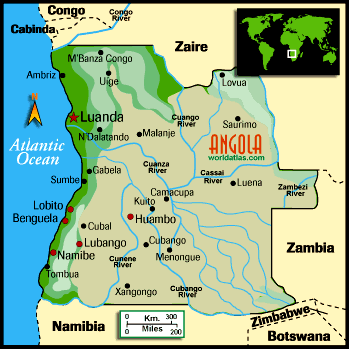 Congo
Congo
River
Cabinda
Zaire
M'Banza Congo
Ambriz
Uige
Lovua
Luanda
Cuango
River
Saurimo
N'Dalatando
Malanje
ANGOLA
worldatlas.com
Atlantic
Ocean
Cuanza
River
Cassai
River
Gabela
Sumbe
Luena
Zambezi
River
Camacupa
Kuito
Lobito
Benguela
Huambo
Cubal
Zambia
Lubango
Cubango
Namibe
Menongue
Cunene
River
Tombua
Xangongo
Cubango
River
0 Km. 300
0 Miles 200
Zimbabwe
Namibia
Botswana